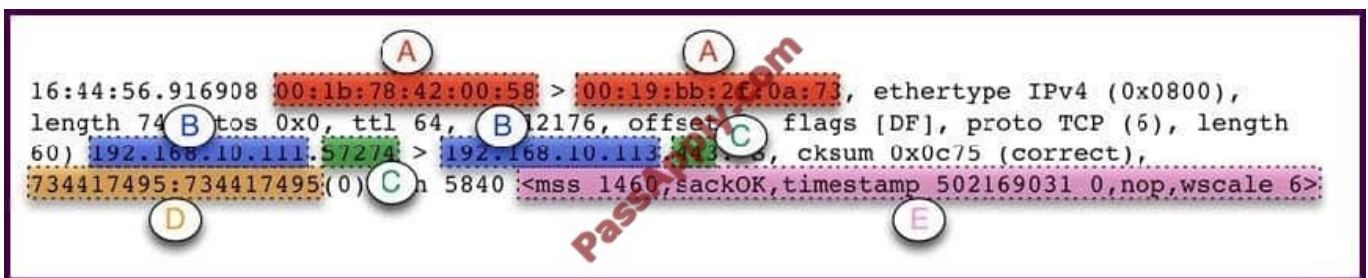 A A
16:44:56.916908 00:1b:78:42:00:58 > 00:19:bb:2f:0a:73, ethertype IPv4 (0x0800),
length 74 B tos 0x0, ttl 64, B 12176, offset C flags [DF], proto TCP (6), length
60) 192.168.10.111.57274 > 192.168.10.113 cksum 0x0c75 (correct),
734417495:734417495(0) C 5840 <mss 1460,sackOK,timestamp 502169031 0,nop,wscale 6>
D E
PassApply.com